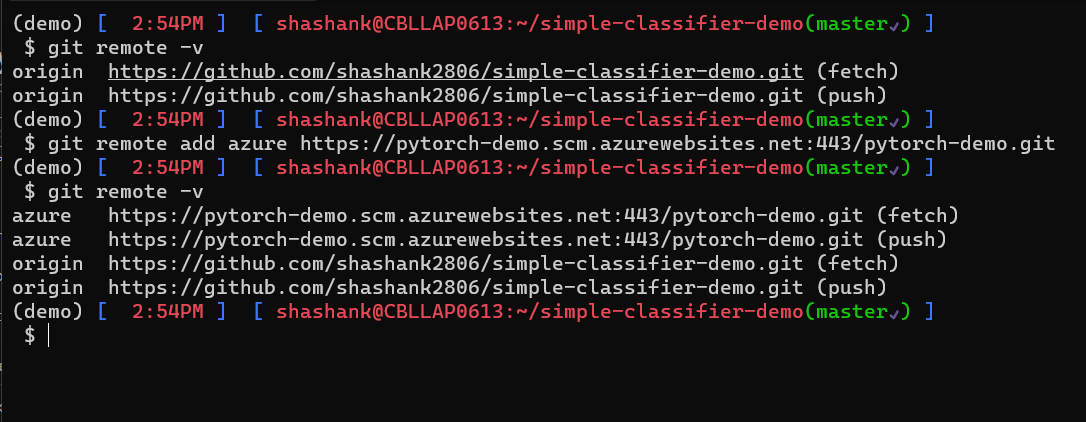 (demo) [  2:54PM ]  [ shashank@CBLLAP0613:~/simple-classifier-demo(master✓) ]
 $ git remote -v
origin  https://github.com/shashank2806/simple-classifier-demo.git (fetch)
origin  https://github.com/shashank2806/simple-classifier-demo.git (push)
(demo) [  2:54PM ]  [ shashank@CBLLAP0613:~/simple-classifier-demo(master✓) ]
 $ git remote add azure https://pytorch-demo.scm.azurewebsites.net:443/pytorch-demo.git
(demo) [  2:54PM ]  [ shashank@CBLLAP0613:~/simple-classifier-demo(master✓) ]
 $ git remote -v
azure   https://pytorch-demo.scm.azurewebsites.net:443/pytorch-demo.git (fetch)
azure   https://pytorch-demo.scm.azurewebsites.net:443/pytorch-demo.git (push)
origin  https://github.com/shashank2806/simple-classifier-demo.git (fetch)
origin  https://github.com/shashank2806/simple-classifier-demo.git (push)
(demo) [  2:54PM ]  [ shashank@CBLLAP0613:~/simple-classifier-demo(master✓) ]
 $